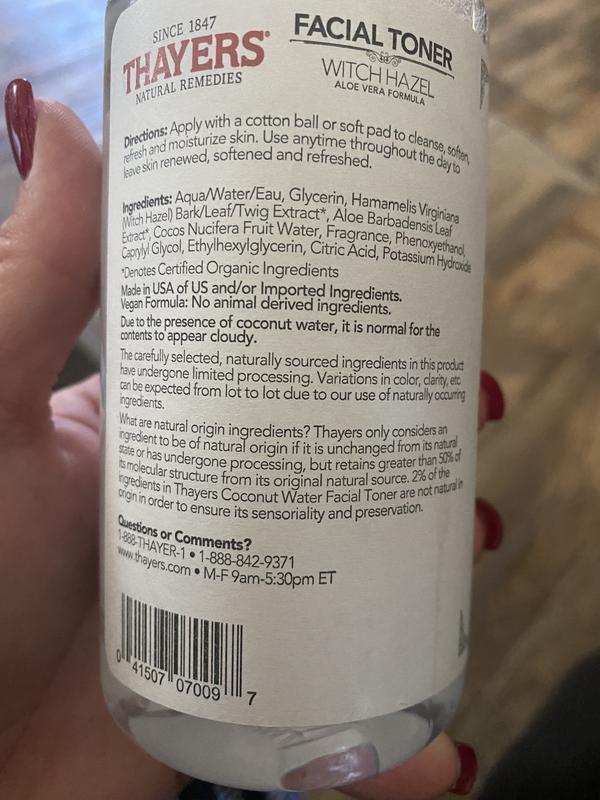 SINCE 1847
THAYERS®
NATURAL REMEDIES
FACIAL TONER
WITCH HAZEL
ALOE VERA FORMULA
Directions: Apply with a cotton ball or soft pad to cleanse, soften,
refresh and moisturize skin. Use anytime throughout the day to
leave skin renewed, softened and refreshed.
Ingredients: Aqua/Water/Eau, Glycerin, Hamamelis Virginiana
(Witch Hazel) Bark/Leaf/Twig Extract*, Aloe Barbadensis Leaf
Extract*, Cocos Nucifera Fruit Water, Fragrance, Phenoxyethanol,
Caprylyl Glycol, Ethylhexylglycerin, Citric Acid, Potassium Hydroxide
*Denotes Certified Organic Ingredients
Made in USA of US and/or Imported Ingredients.
Vegan Formula: No animal derived ingredients.
Due to the presence of coconut water, it is normal for the
contents to appear cloudy.
The carefully selected, naturally sourced ingredients in this product
have undergone limited processing. Variations in color, clarity, etc
can be expected from lot to lot due to our use of naturally occurring
ingredients.
What are natural origin ingredients? Thayers only considers an
ingredient to be of natural origin if it is unchanged from its natural
state or has undergone processing, but retains greater than 50% of
its molecular structure from its original natural source. 2% of the
ingredients in Thayers Coconut Water Facial Toner are not natural in
origin in order to ensure its sensoriality and preservation.
Questions or Comments?
1-888-THAYER-1 • 1-888-842-9371
www.thayers.com • M-F 9am-5:30pm ET
0 41507 07009 7